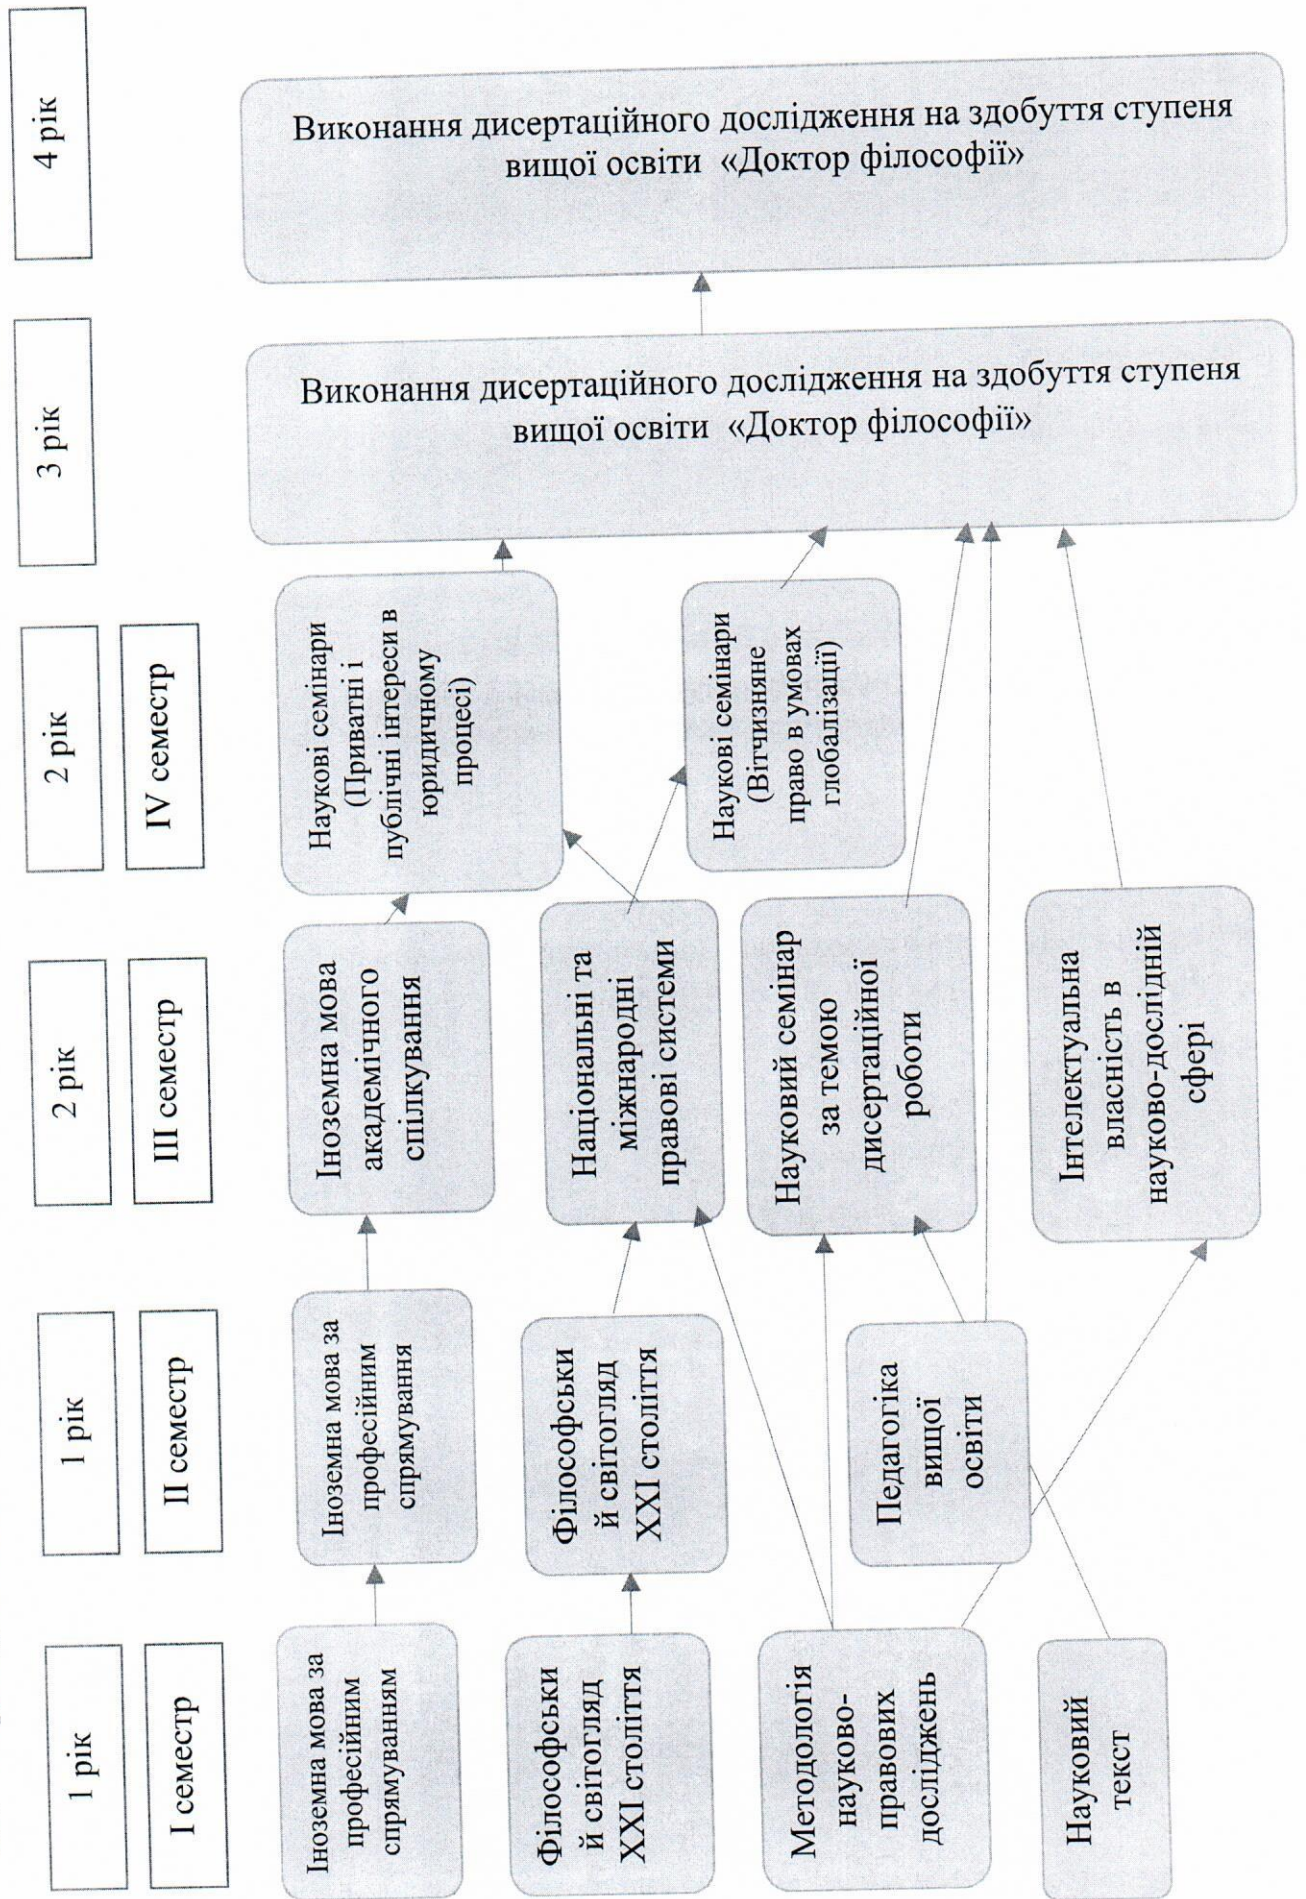 1 рік
1 рік
2 рік
2 рік
3 рік
4 рік
I семестр
II семестр
III семестр
IV семестр
Іноземна мова за
професійним
спрямуванням
Філософськи
й світогляд
XXI століття
Методологія
науково-
правових
досліджень
Науковий
текст
Іноземна мова за
професійним
спрямування
Філософськи
й світогляд
XXI століття
Педагогіка
вищої
освіти
Іноземна мова
академічного
спілкування
Національні та
міжнародні
правові системи
Науковий семінар
за темою
дисертаційної
роботи
Інтелектуальна
власність в
науково-дослідній
сфері
Наукові семінари
(Приватні і
публічні інтереси в
юридичному
процесі)
Наукові семінари
(Вітчизняне
право в умовах
глобалізації)
Виконання дисертаційного дослідження на здобуття ступеня
вищої освіти «Доктор філософії»
Виконання дисертаційного дослідження на здобуття ступеня
вищої освіти «Доктор філософії»